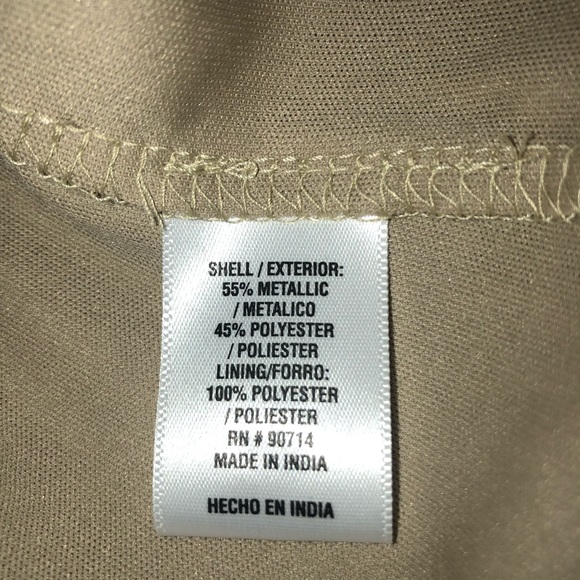 SHELL / EXTERIOR:
55% METALLIC
/ METALICO
45% POLYESTER
/ POLIESTER
LINING/FORRO:
100% POLYESTER
/ POLIESTER
RN # 90714
MADE IN INDIA
HECHO EN INDIA